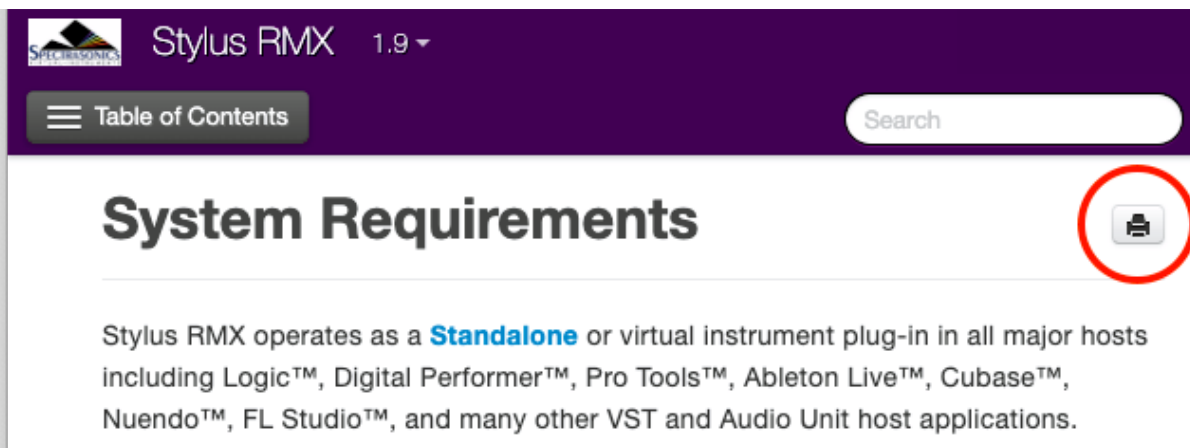 SPECTRASONICS
Stylus RMX 1.9
Table of Contents
Search
System Requirements
Stylus RMX operates as a Standalone or virtual instrument plug-in in all major hosts
including Logic™, Digital Performer™, Pro Tools™, Ableton Live™, Cubase™,
Nuendo™, FL Studio™, and many other VST and Audio Unit host applications.